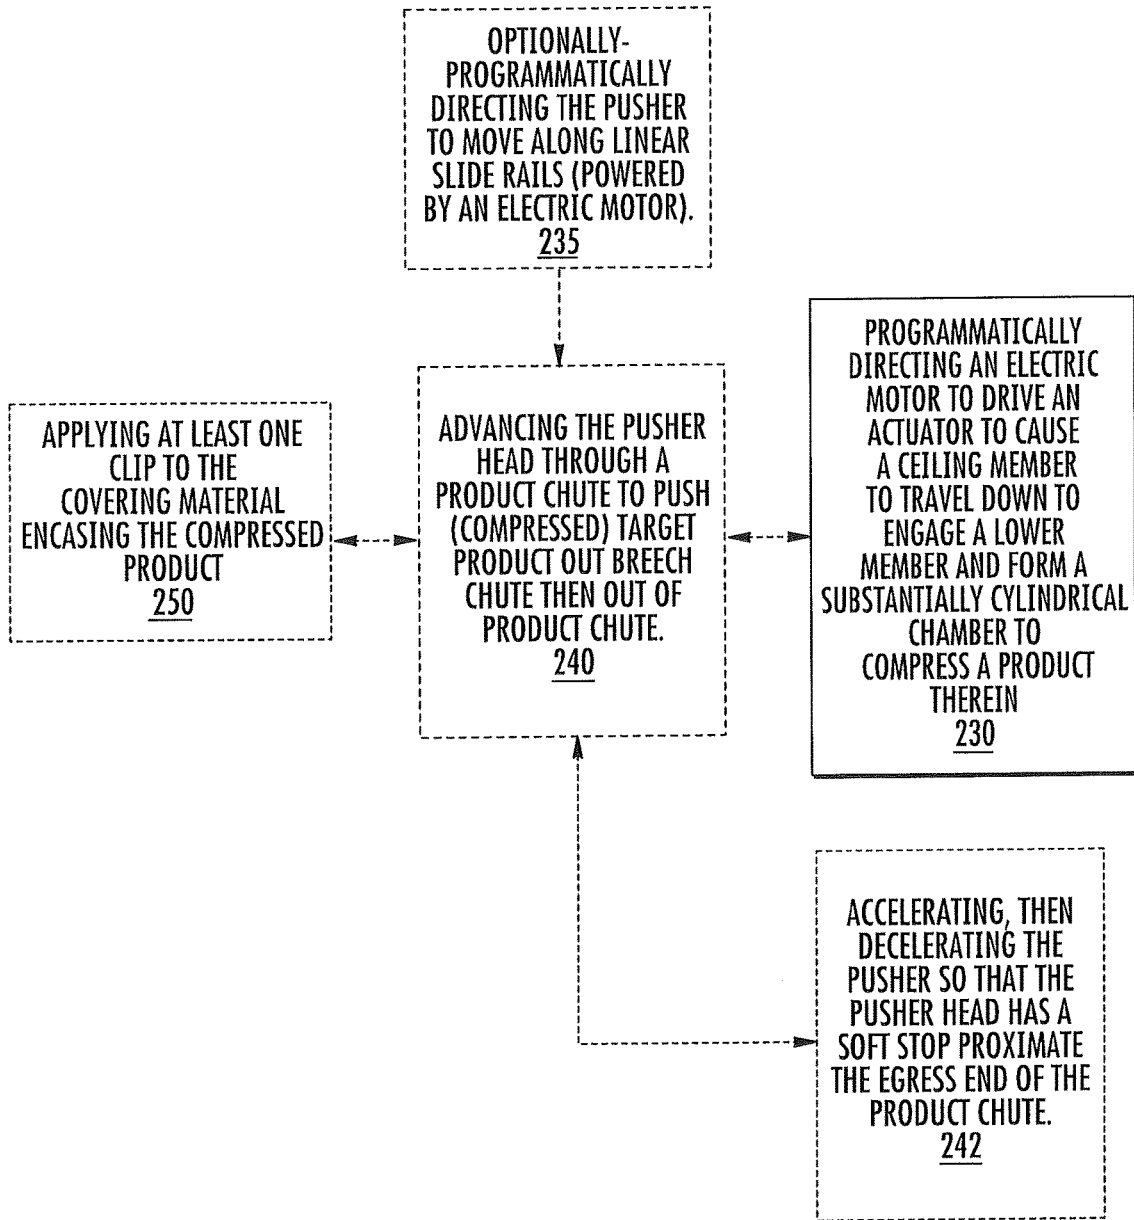 OPTIONALLY-
PROGRAMMATICALLY
DIRECTING THE PUSHER
TO MOVE ALONG LINEAR
SLIDE RAILS (POWERED
BY AN ELECTRIC MOTOR).
235
APPLYING AT LEAST ONE
CLIP TO THE
COVERING MATERIAL
ENCASING THE COMPRESSED
PRODUCT
250
ADVANCING THE PUSHER
HEAD THROUGH A
PRODUCT CHUTE TO PUSH
(COMPRESSED) TARGET
PRODUCT OUT BREECH
CHUTE THEN OUT OF
PRODUCT CHUTE.
240
PROGRAMMATICALLY
DIRECTING AN ELECTRIC
MOTOR TO DRIVE AN
ACTUATOR TO CAUSE
A CEILING MEMBER
TO TRAVEL DOWN TO
ENGAGE A LOWER
MEMBER AND FORM A
SUBSTANTIALLY CYLINDRICAL
CHAMBER TO
COMPRESS A PRODUCT
THEREIN
230
ACCELERATING, THEN
DECELERATING THE
PUSHER SO THAT THE
PUSHER HEAD HAS A
SOFT STOP PROXIMATE
THE EGRESS END OF THE
PRODUCT CHUTE.
242